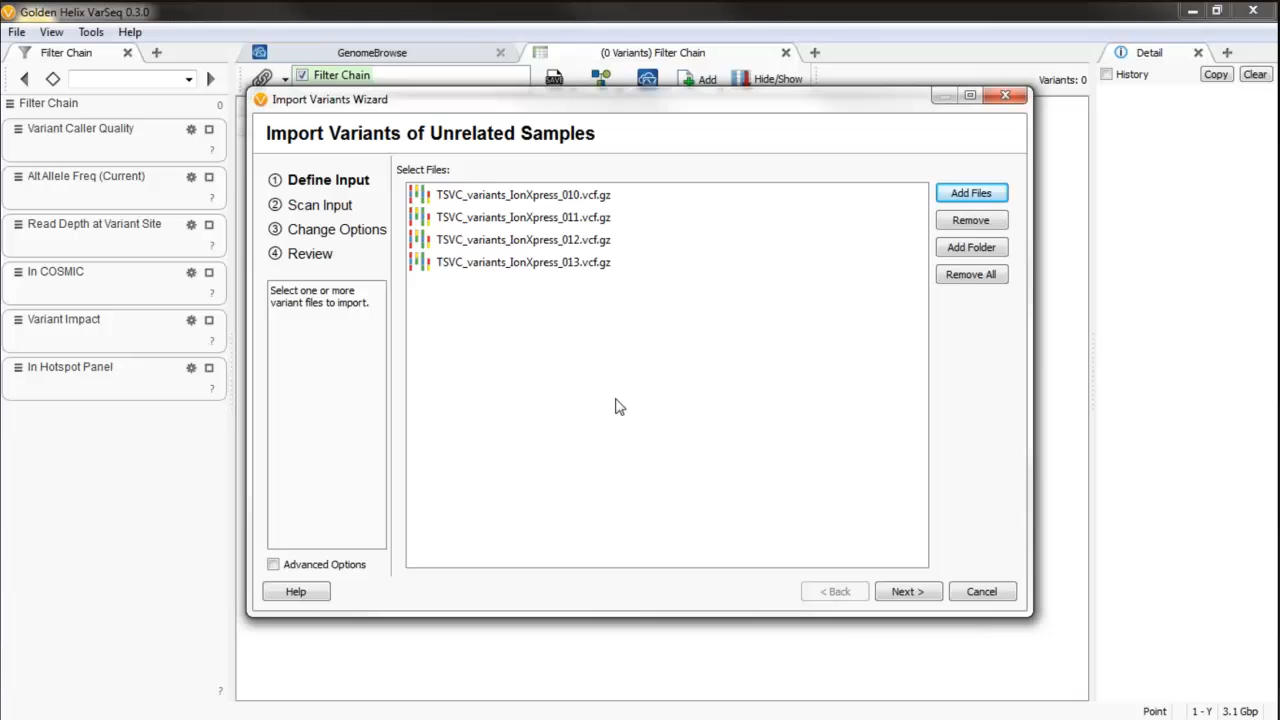 Golden Helix VarSeq 0.3.0
File View Tools Help
Filter Chain
GenomeBrowse
(0 Variants) Filter Chain
Detail
Filter Chain
Add
Hide/Show
Variants: 0
History
Copy
Clear
Filter Chain 0
Variant Caller Quality
?
Alt Allele Freq (Current)
?
Read Depth at Variant Site
?
In COSMIC
?
Variant Impact
?
In Hotspot Panel
?
?
Import Variants Wizard
Import Variants of Unrelated Samples
1 Define Input
2 Scan Input
3 Change Options
4 Review
Select one or more
variant files to import.
Advanced Options
Select Files:
TSVC_variants_IonXpress_010.vcf.gz
TSVC_variants_IonXpress_011.vcf.gz
TSVC_variants_IonXpress_012.vcf.gz
TSVC_variants_IonXpress_013.vcf.gz
Add Files
Remove
Add Folder
Remove All
Help
< Back
Next >
Cancel
Point 1 - Y 3.1 Gbp